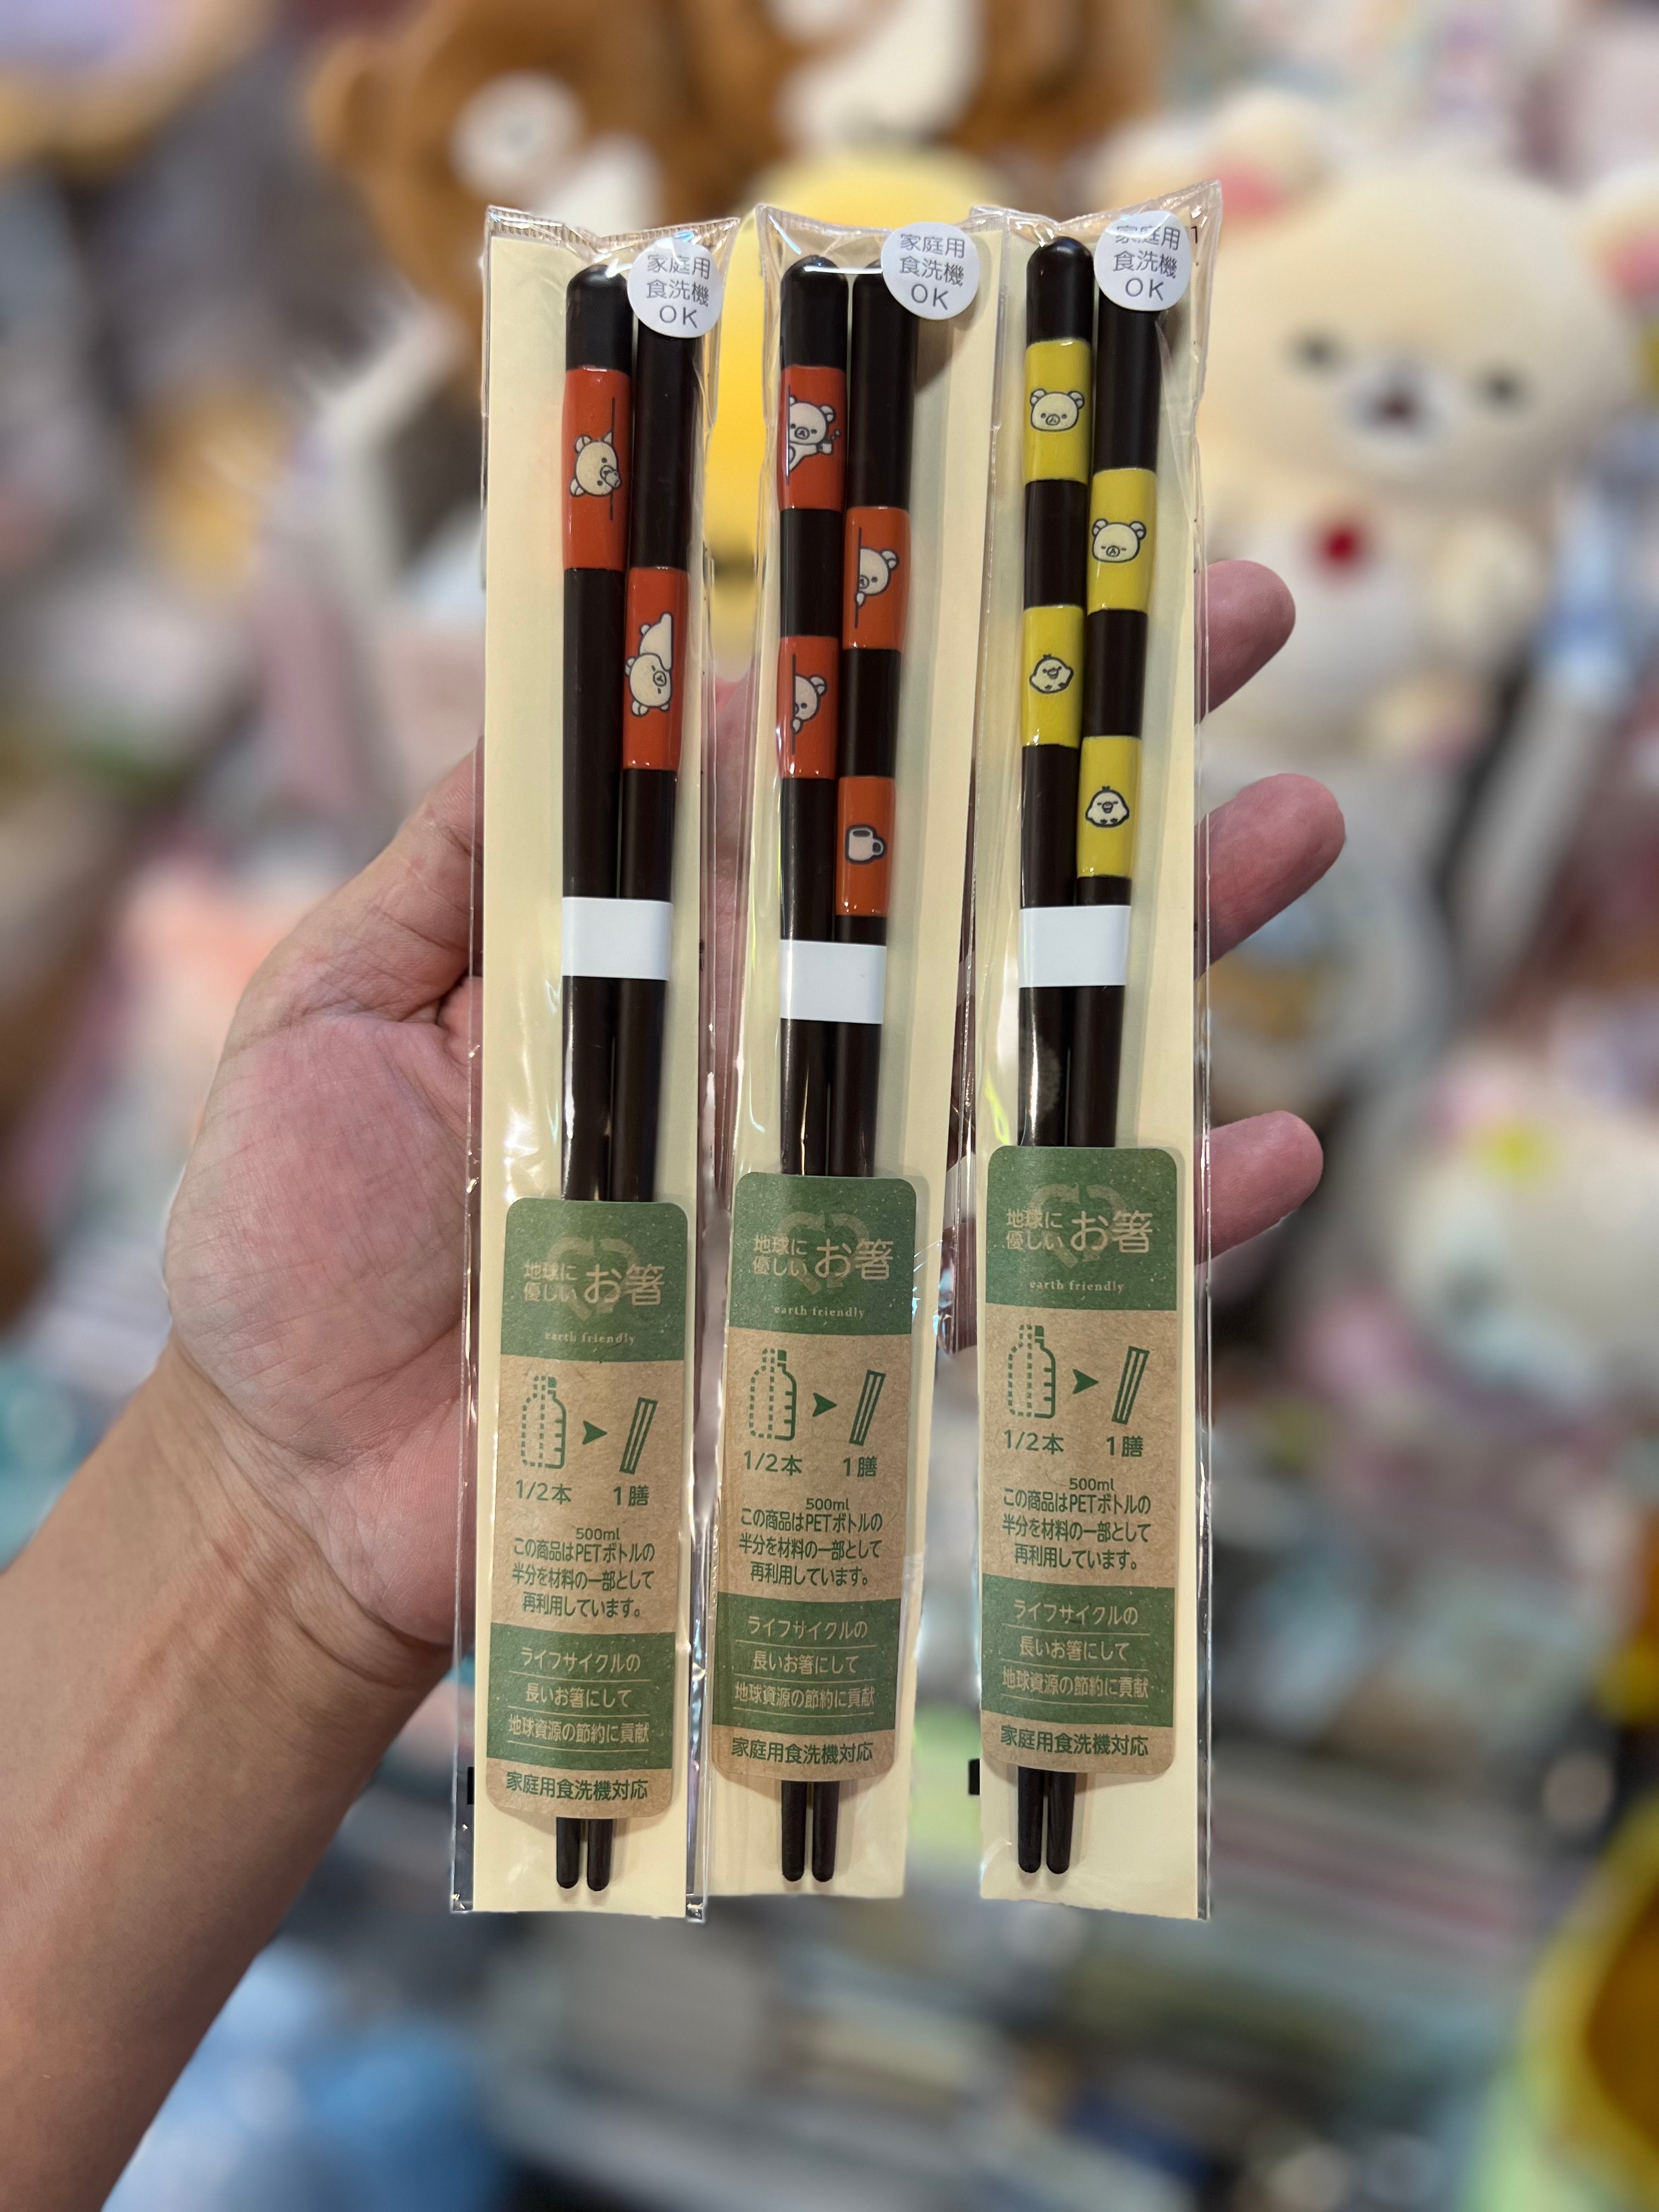 家庭用
食洗機
OK
地球に
優しい お箸
earth friendly
1/2本 1膳
500ml
この商品はPETボトルの
半分を材料の一部として
再利用しています。
ライフサイクルの
長いお箸にして
地球資源の節約に貢献
家庭用食洗機対応
家庭用
食洗機
OK
地球に
優しい お箸
earth friendly
1/2本 1膳
500ml
この商品はPETボトルの
半分を材料の一部として
再利用しています。
ライフサイクルの
長いお箸にして
地球資源の節約に貢献
家庭用食洗機対応
家庭用
食洗機
OK
地球に
優しい お箸
earth friendly
1/2本 1膳
500ml
この商品はPETボトルの
半分を材料の一部として
再利用しています。
ライフサイクルの
長いお箸にして
地球資源の節約に貢献
家庭用食洗機対応